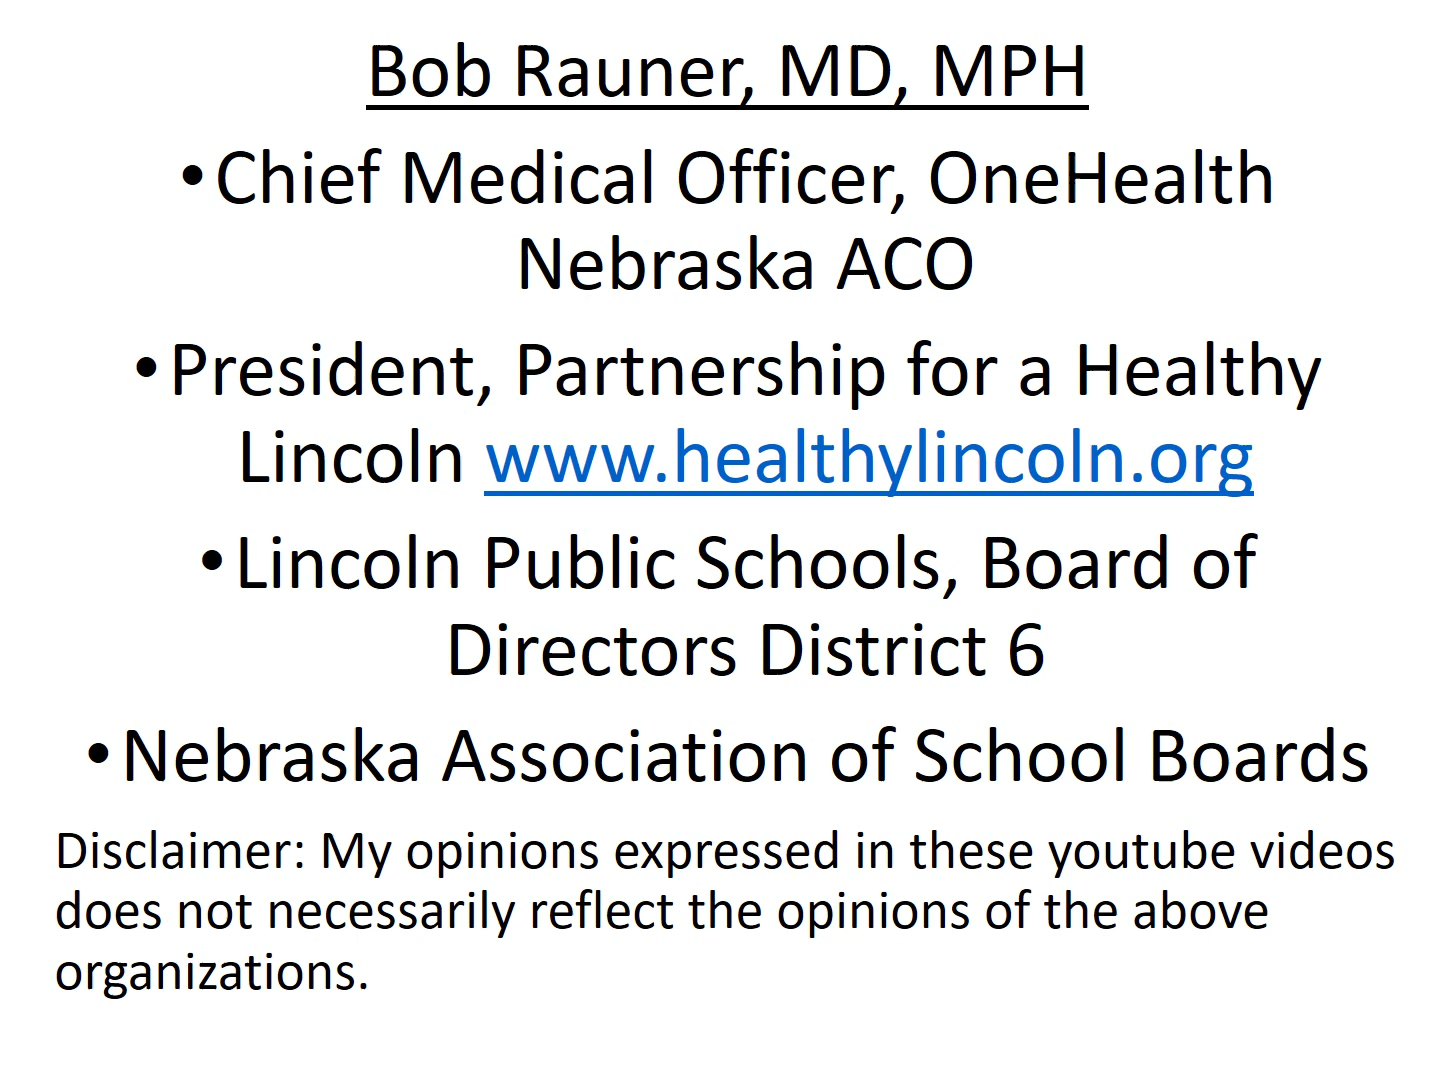 Bob Rauner, MD, MPH
•Chief Medical Officer, OneHealth
Nebraska ACO
•President, Partnership for a Healthy
Lincoln www.healthylincoln.org
•Lincoln Public Schools, Board of
Directors District 6
•Nebraska Association of School Boards
Disclaimer: My opinions expressed in these youtube videos
does not necessarily reflect the opinions of the above
organizations.